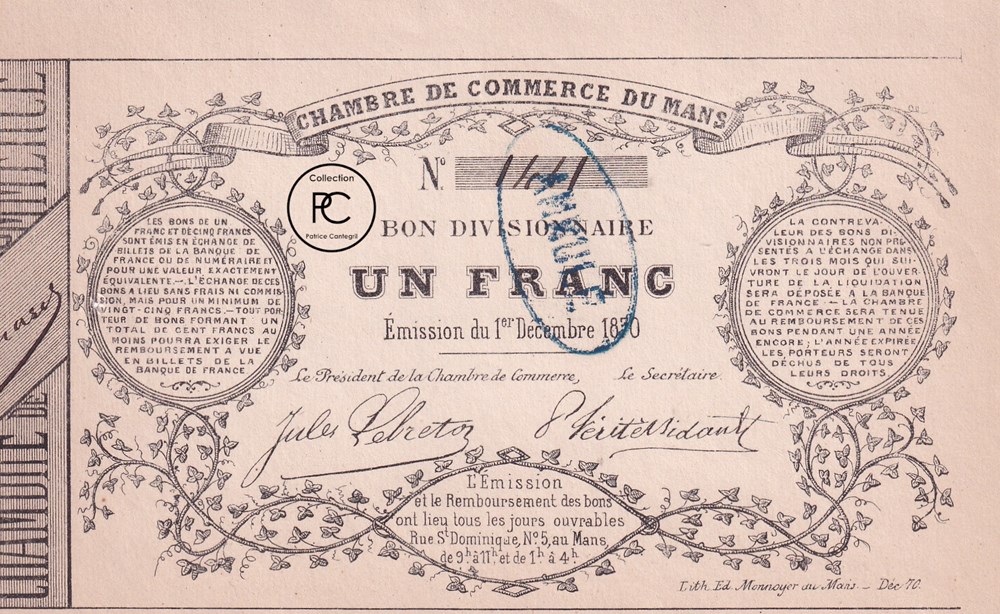 CHAMBRE DE COMMERCE DU MANS
Nº 1441
Collection
PC
Patrice Cantegril
ANNULÉ
BON DIVISIONNAIRE
UN FRANC
Émission du 1er Décembre 1870
LES BONS DE UN
FRANC ET DE CINQ FRANCS
SONT ÉMIS EN ÉCHANGE DE
BILLETS DE LA BANQUE DE
FRANCE OU DE NUMÉRAIRE ET
POUR UNE VALEUR EXACTEMENT
ÉQUIVALENTE.–. L'ÉCHANGE DE CES
BONS A LIEU SANS FRAIS NI COMMIS-
SION, MAIS POUR UN MINIMUM DE
VINGT-CINQ FRANCS.–TOUT POR-
TEUR DE BONS FORMANT UN
TOTAL DE CENT FRANCS AU
MOINS POURRA EXIGER LE
REMBOURSEMENT A VUE
EN BILLETS DE LA
BANQUE DE FRANCE
LA CONTREVA-
LEUR DES BONS DI-
VISIONNAIRES NON PRÉ-
SENTÉS A L'ÉCHANGE DANS
LES TROIS MOIS QUI SUI-
VRONT LE JOUR DE L'OUVER-
TURE DE LA LIQUIDATION
SERA DÉPOSÉE A LA BANQUE
DE FRANCE – LA CHAMBRE
DE COMMERCE SERA TENUE
AU REMBOURSEMENT DE CES
BONS PENDANT UNE ANNÉE
ENCORE; L'ANNÉE EXPIRÉE
LES PORTEURS SERONT
DÉCHUS DE TOUS
LEURS DROITS
Le Président de la Chambre de Commerce, Le Secrétaire.
Jules Lebreton
L'Émission
et le Remboursement des bons
ont lieu tous les jours ouvrables
Rue St Dominique, Nº 5, au Mans,
de 9h à 11h et de 1h à 4h.
Lith. Ed. Monnoyer au Mans – Déc 70.